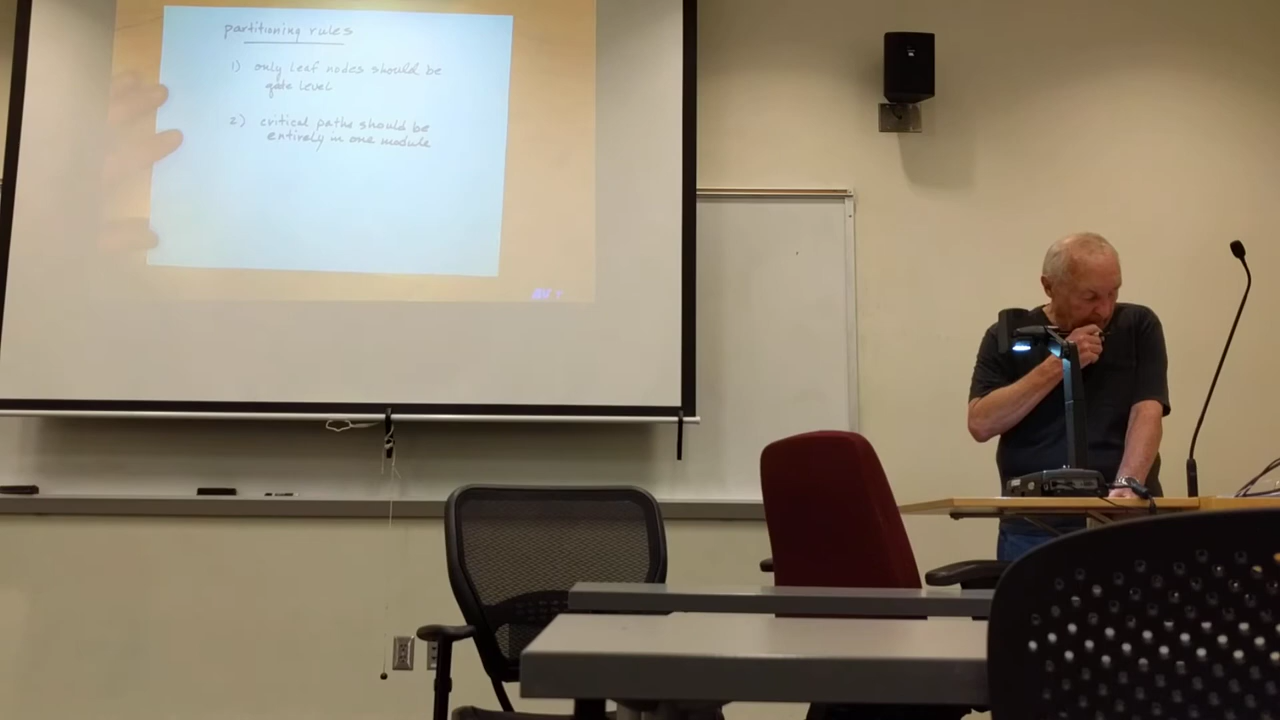 partitioning rules
1) only leaf nodes should be
gate level
2) critical paths should be
entirely in one module